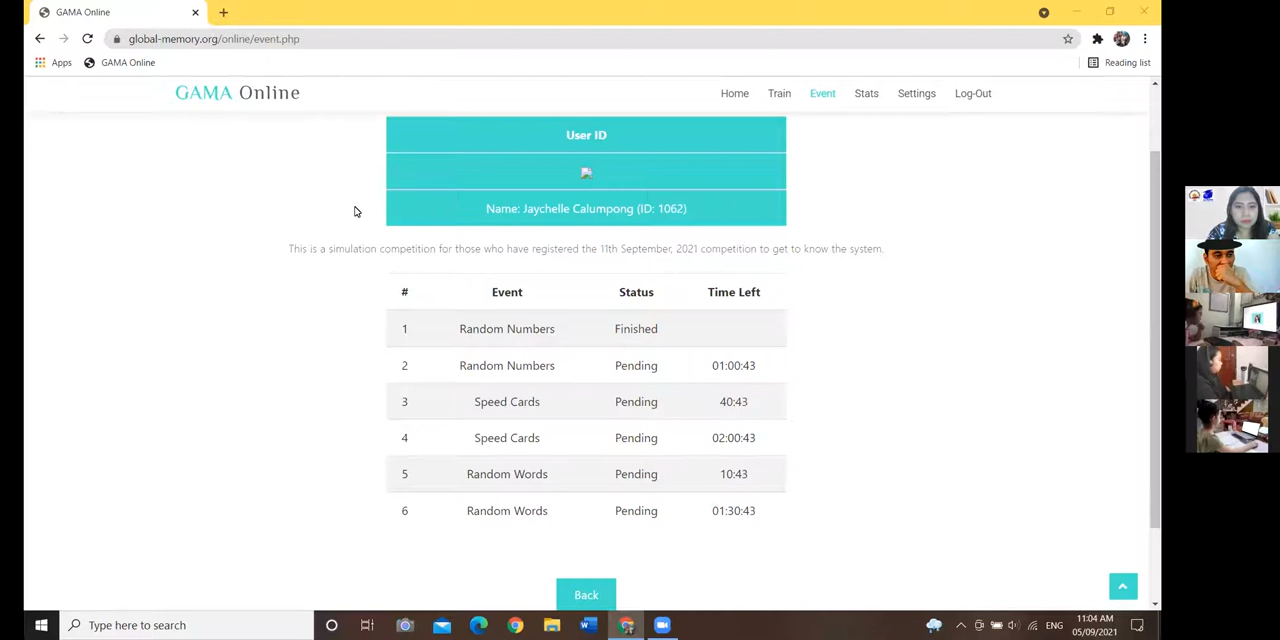 GAMA Online
global-memory.org/online/event.php
Apps GAMA Online Reading list
GAMA Online Home Train Event Stats Settings Log-Out
User ID
Name: Jaychelle Calumpong (ID: 1062)
This is a simulation competition for those who have registered the 11th September, 2021 competition to get to know the system.
# Event Status Time Left
1 Random Numbers Finished
2 Random Numbers Pending 01:00:43
3 Speed Cards Pending 40:43
4 Speed Cards Pending 02:00:43
5 Random Words Pending 10:43
6 Random Words Pending 01:30:43
Back
Type here to search ENG 11:04 AM
05/09/2021